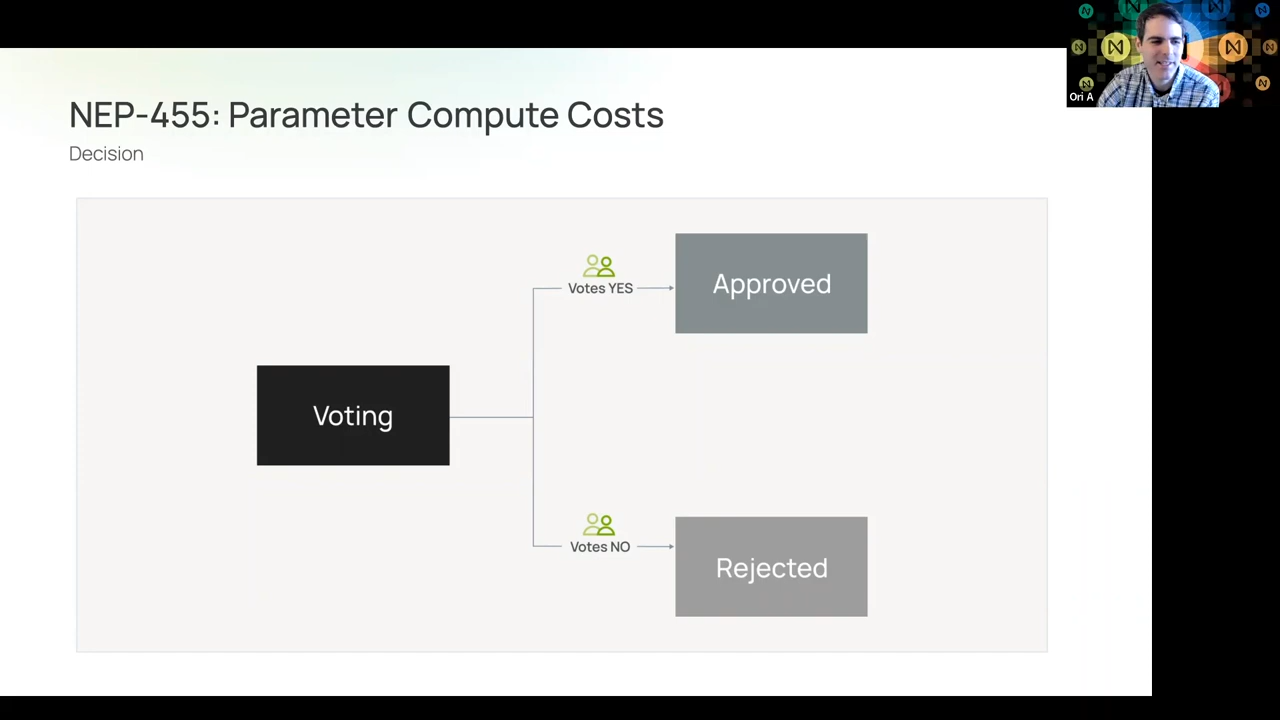 NEP-455: Parameter Compute Costs
Decision
Votes YES
Approved
Voting
Votes NO
Rejected
Ori A